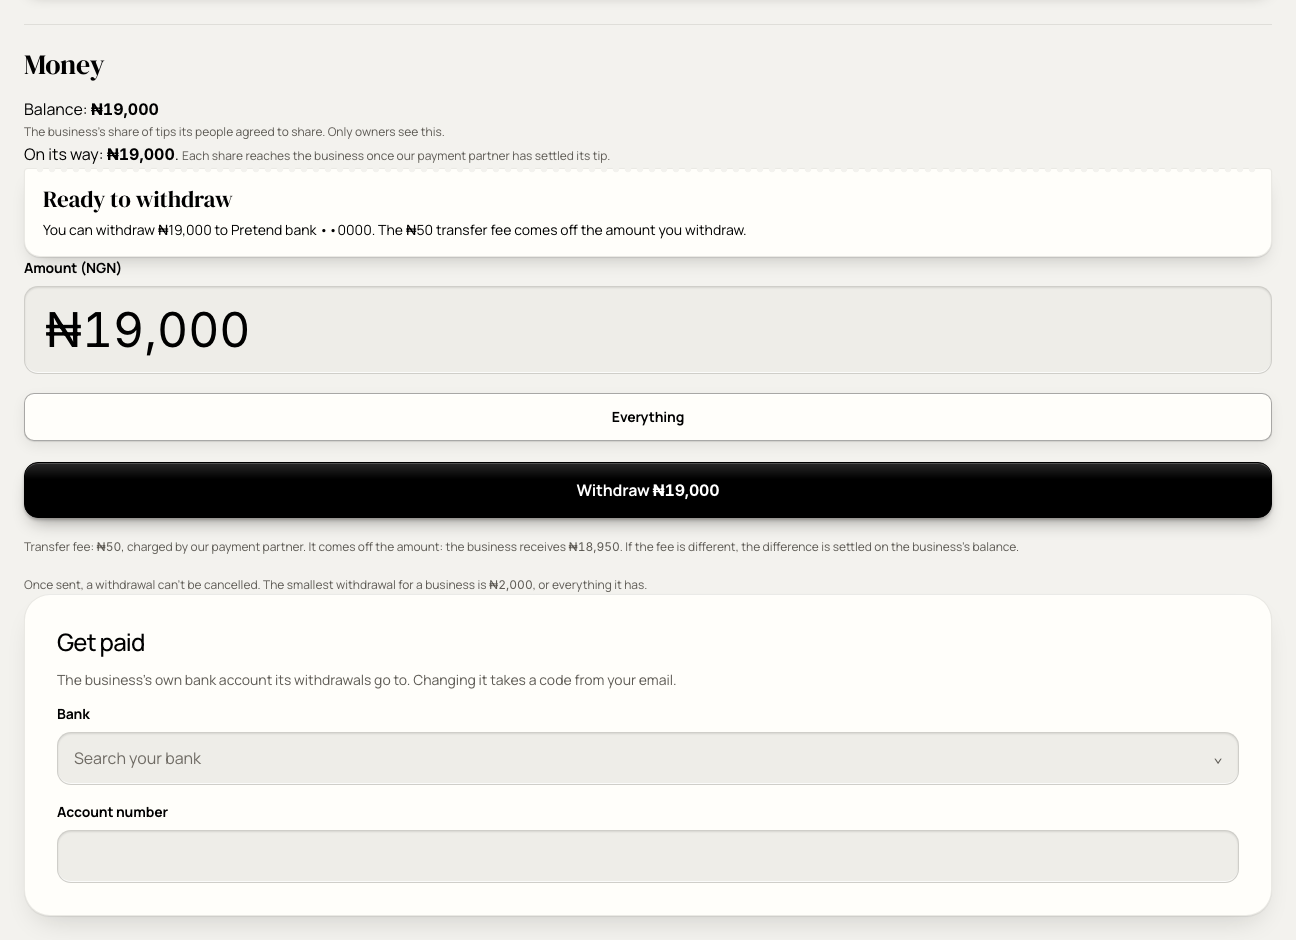 Money
Balance: ₦19,000
The business's share of tips its people agreed to share. Only owners see this.
On its way: ₦19,000. Each share reaches the business once our payment partner has settled its tip.
Ready to withdraw
You can withdraw ₦19,000 to Pretend bank ••0000. The ₦50 transfer fee comes off the amount you withdraw.
Amount (NGN)
₦19,000
Everything
Withdraw ₦19,000
Transfer fee: ₦50, charged by our payment partner. It comes off the amount: the business receives ₦18,950. If the fee is different, the difference is settled on the business's balance.
Once sent, a withdrawal can't be cancelled. The smallest withdrawal for a business is ₦2,000, or everything it has.
Get paid
The business's own bank account its withdrawals go to. Changing it takes a code from your email.
Bank
Search your bank
Account number